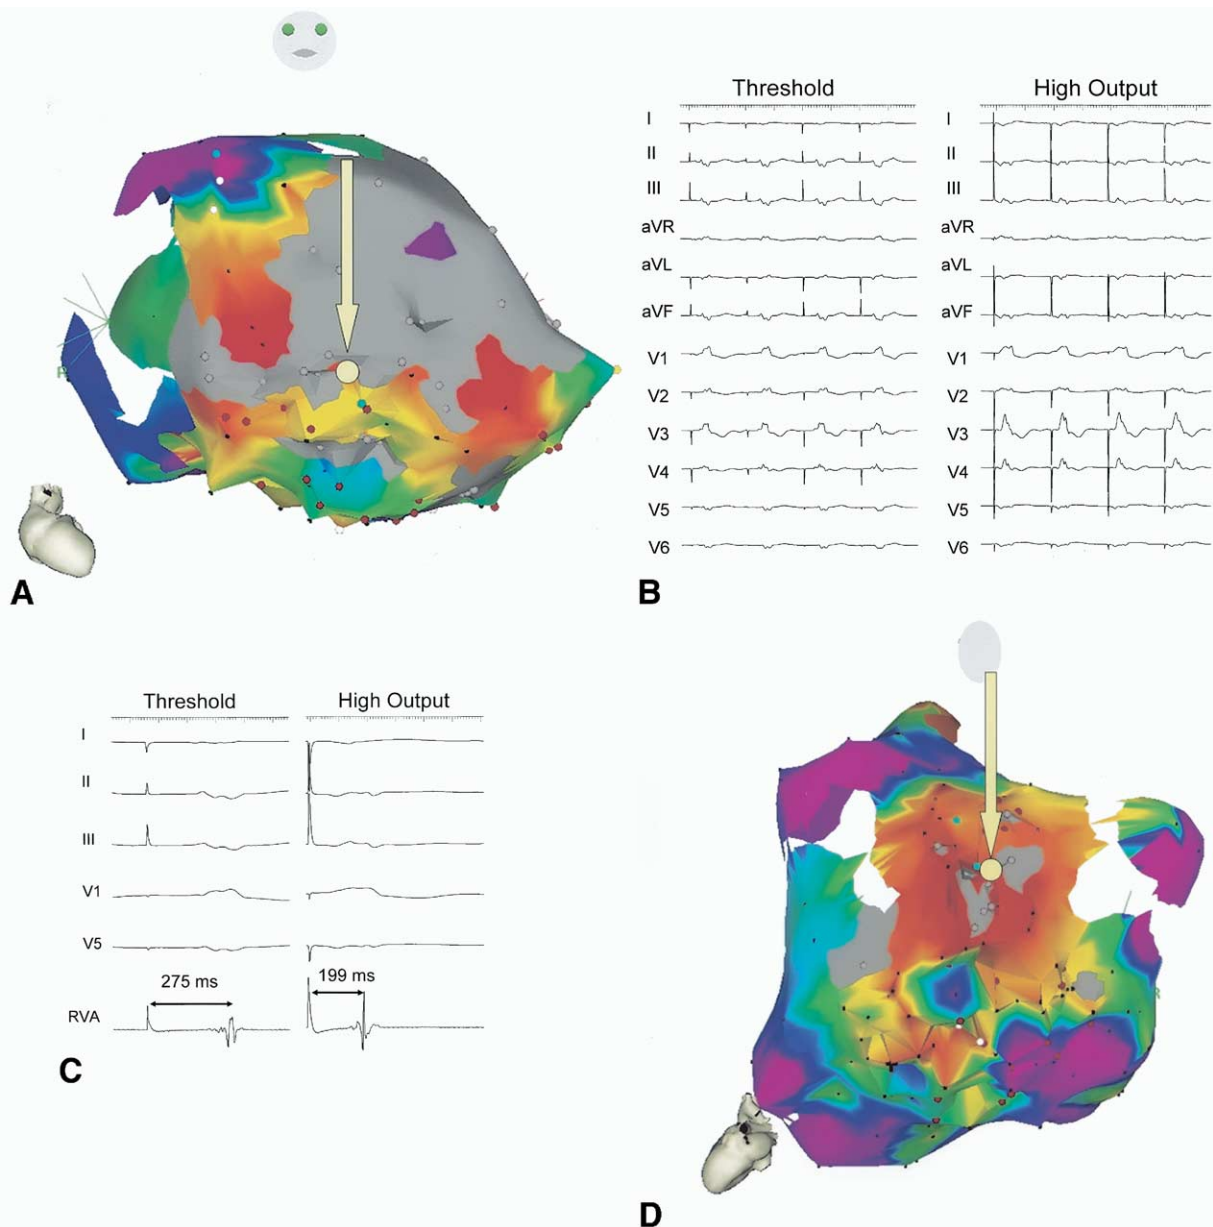 Threshold
High Output
I
I
II
II
III
III
aVR
aVR
aVL
aVL
aVF
aVF
V1
V1
V2
V2
V3
V3
V4
V4
V5
V5
V6
V6
R
A
B
Threshold
High Output
I
II
III
V1
V5
275 ms
199 ms
RVA
C
R
D